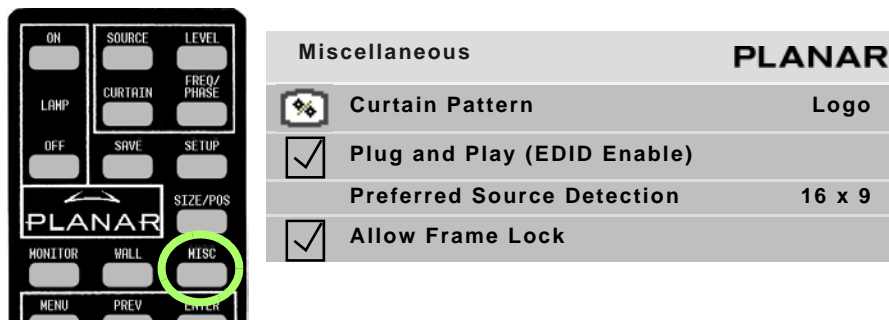 ON
SOURCE
LEVEL
CURTAIN
FREQ/
PHASE
LAMP
OFF
SAVE
SETUP
PLANAR
SIZE/POS
MONITOR
WALL
MISC
MENU
PREV
ENTER
Miscellaneous
PLANAR
Curtain Pattern Logo
Plug and Play (EDID Enable)
Preferred Source Detection 16 x 9
Allow Frame Lock